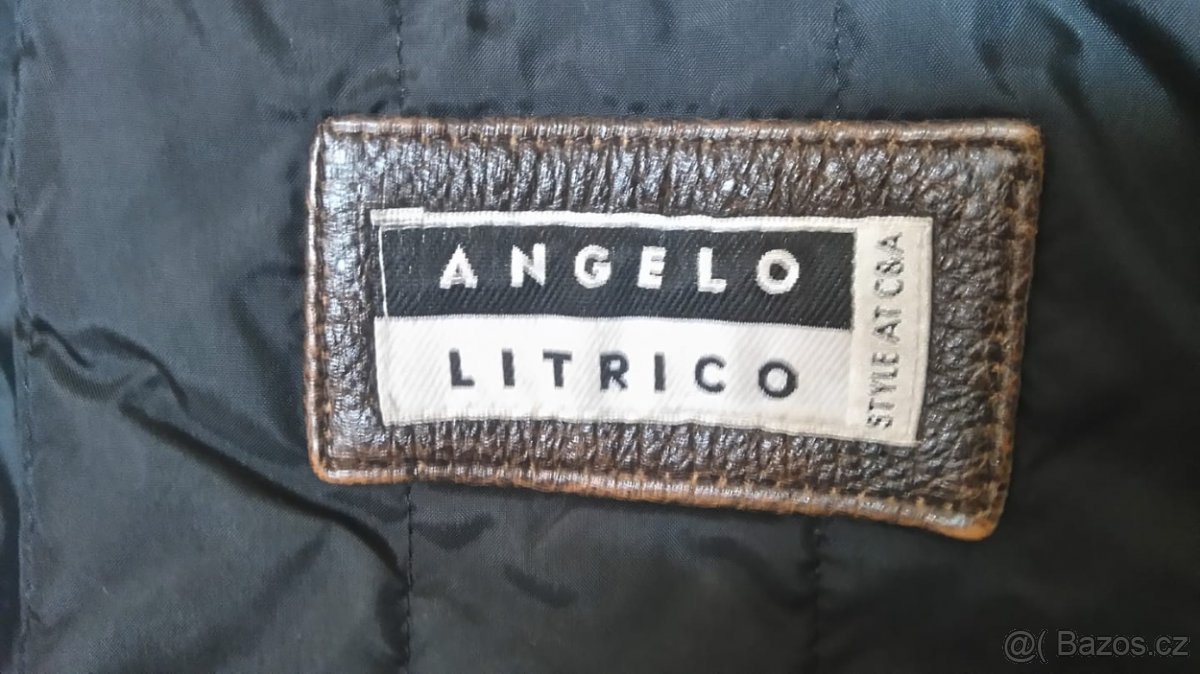 ANGELO
LITRICO
STYLE AT C&A
@( Bazos.cz